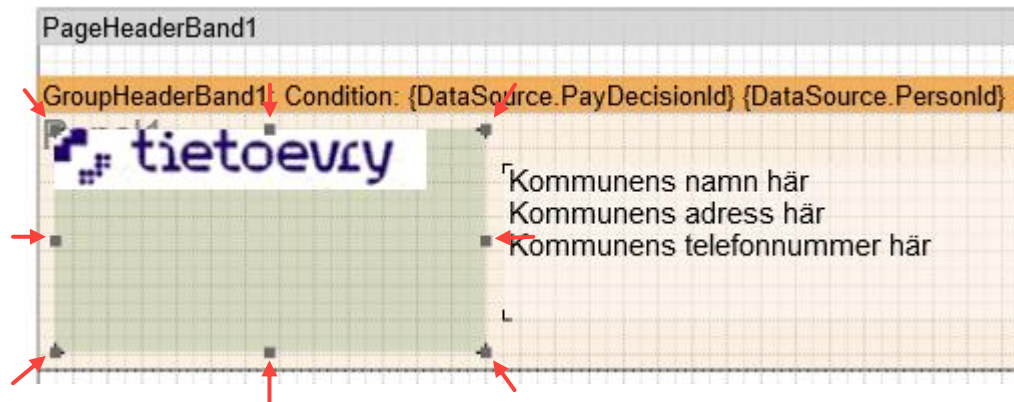 PageHeaderBand1
GroupHeaderBand1; Condition: {DataSource.PayDecisionId} {DataSource.PersonId}
tietoevry
Kommunens namn här
Kommunens adress här
Kommunens telefonnummer här